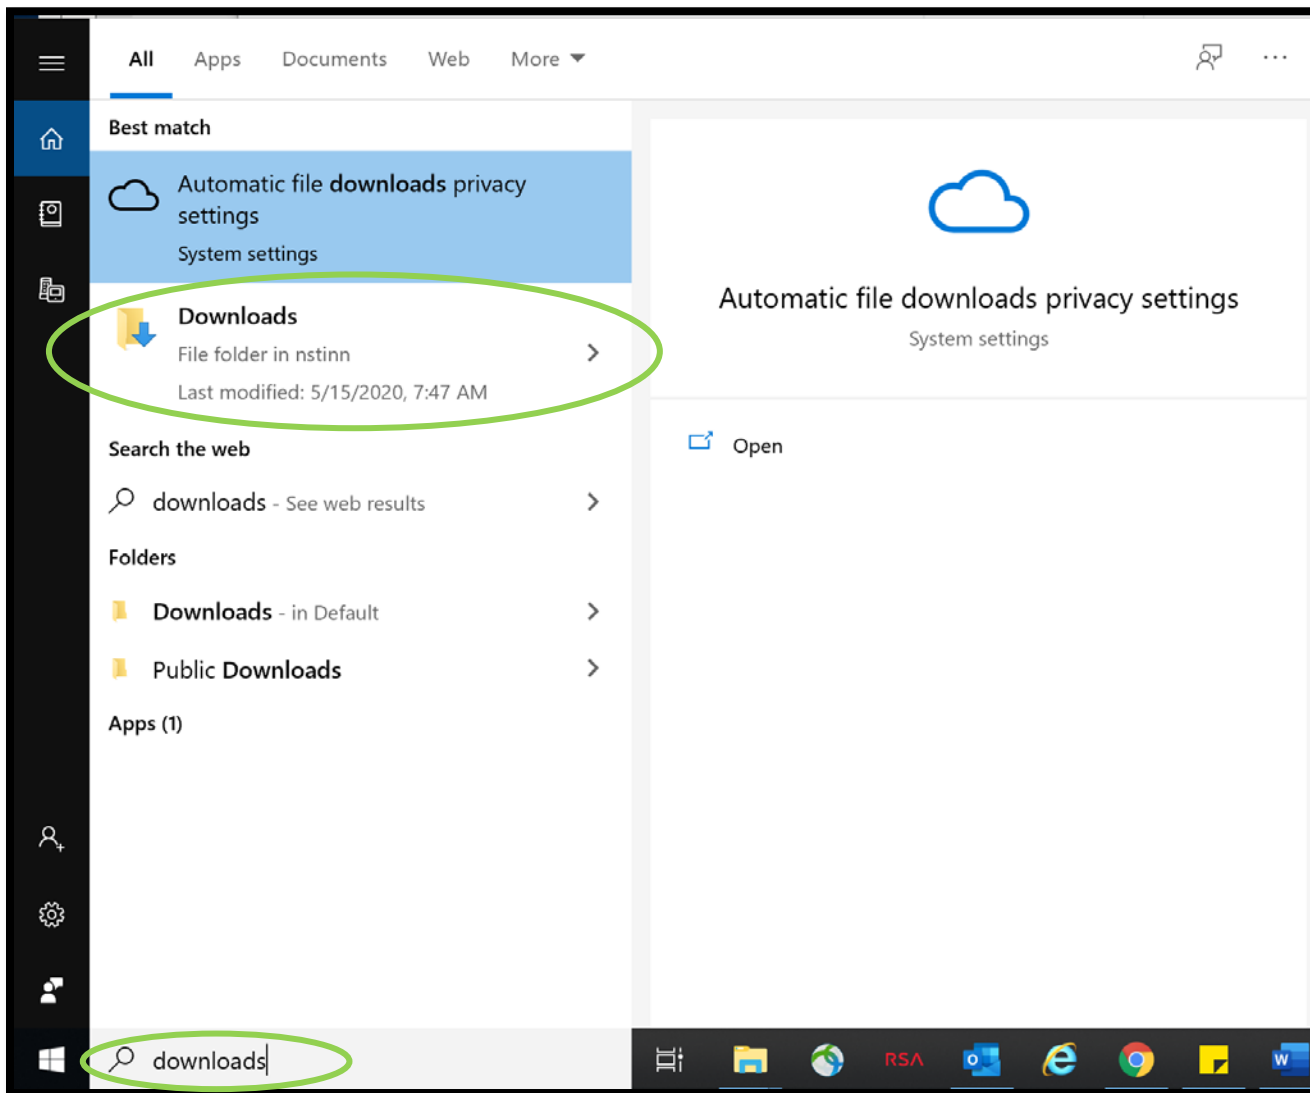 All Apps Documents Web More
Best match
Automatic file downloads privacy
settings
System settings
Downloads
File folder in nstinn
Last modified: 5/15/2020, 7:47 AM
Search the web
downloads - See web results
Folders
Downloads - in Default
Public Downloads
Apps (1)
Automatic file downloads privacy settings
System settings
Open
downloads
RSA